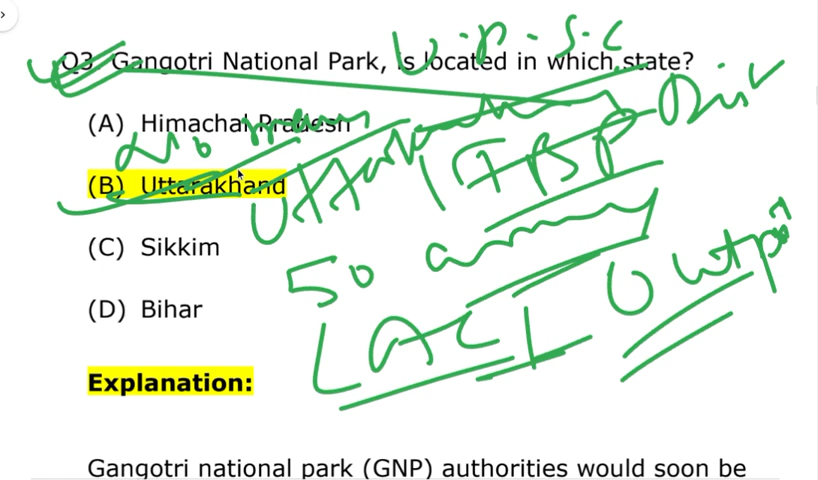 Q3. Gangotri National Park, is located in which state?
U.P.S.C
(A) Himachal Pradesh
(B) Uttarakhand
Uttarakhand
ITBP
(C) Sikkim
50 army
(D) Bihar
LAC
Explanation:
Gangotri national park (GNP) authorities would soon be